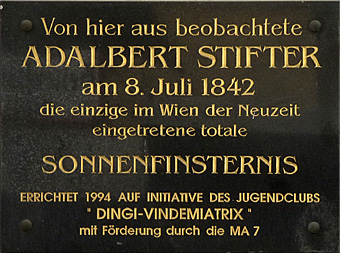 Von hier aus beobachtete
ADALBERT STIFTER
am 8. Juli 1842
die einzige im Wien der Neuzeit
eingetretene totale
SONNENFINSTERNIS
ERRICHTET 1994 AUF INITIATIVE DES JUGENDCLUBS
" DINGI-VINDEMIATRIX "
mit Förderung durch die MA 7